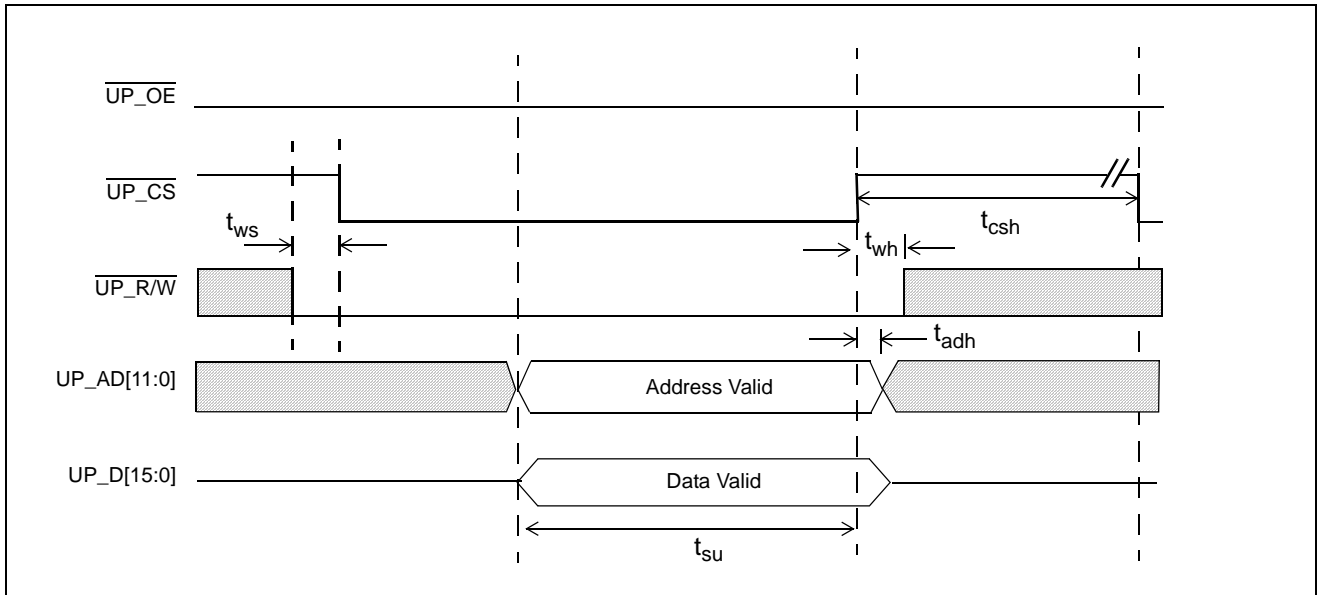 UP_OE
UP_CS
t_ws
t_csh
t_wh
UP_R/W
t_adh
UP_AD[11:0]
Address Valid
UP_D[15:0]
Data Valid
t_su